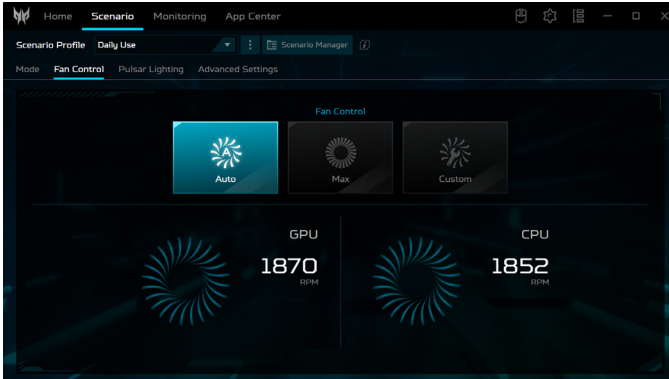 Home Scenario Monitoring App Center
Scenario Profile Daily Use Scenario Manager
Mode Fan Control Pulsar Lighting Advanced Settings
Fan Control
Auto Max Custom
GPU CPU
1870 1852
RPM RPM